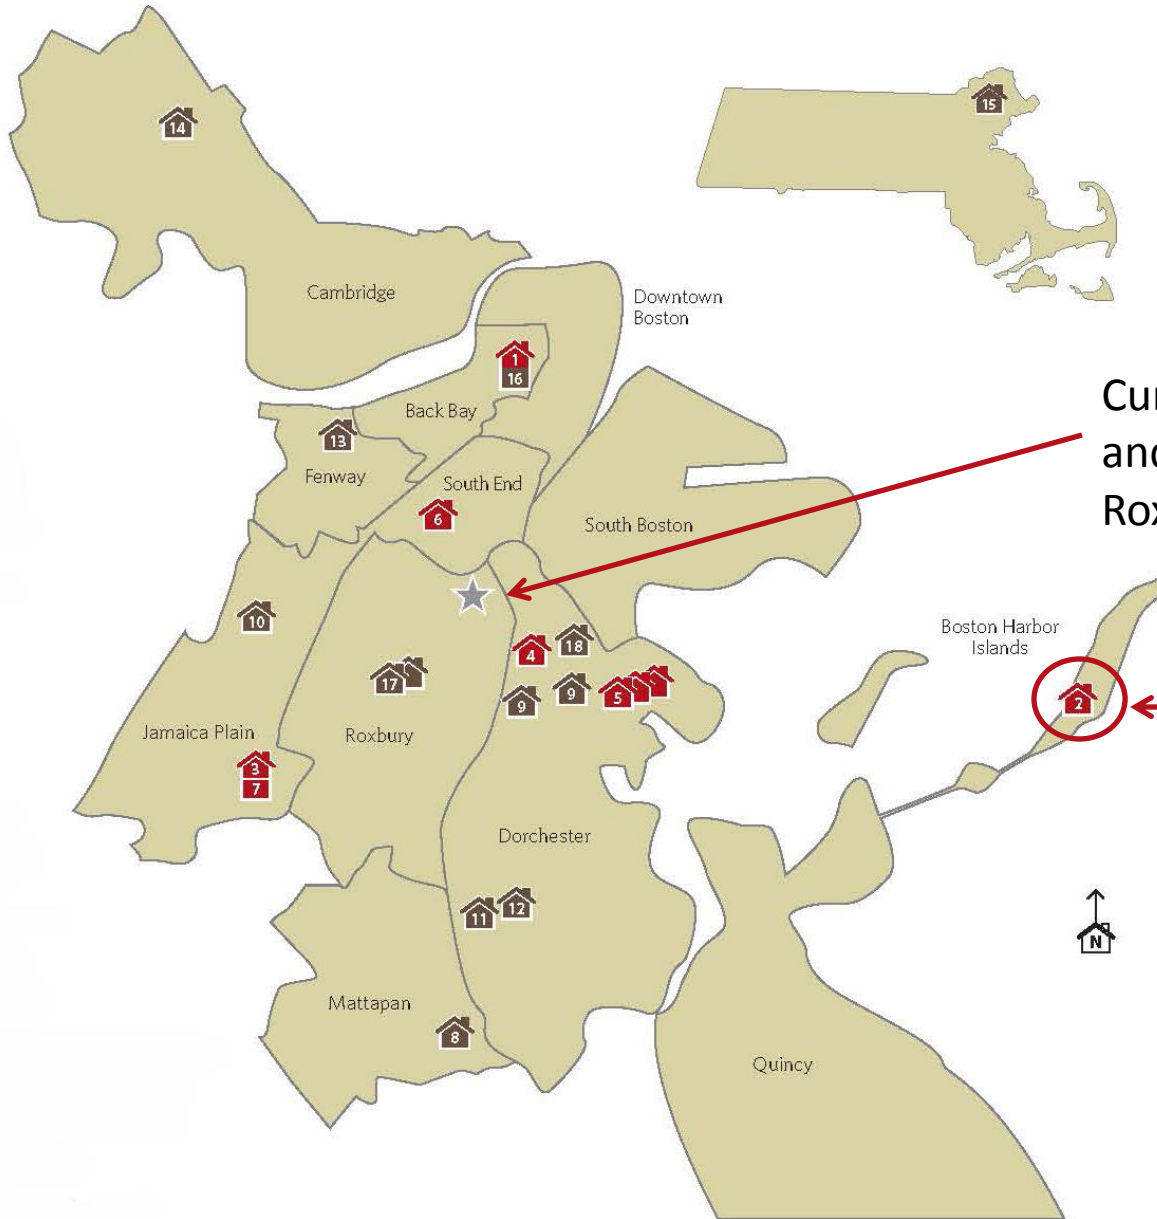 14
15
Cambridge
Downtown
Boston
1
16
Back Bay
13
Fenway
South End
6
South Boston
Cur
and
Rox
10
4
18
Boston Harbor
Islands
17
9
9
5
2
Jamaica Plain
Roxbury
3
7
Dorchester
11
12
N
Mattapan
8
Quincy